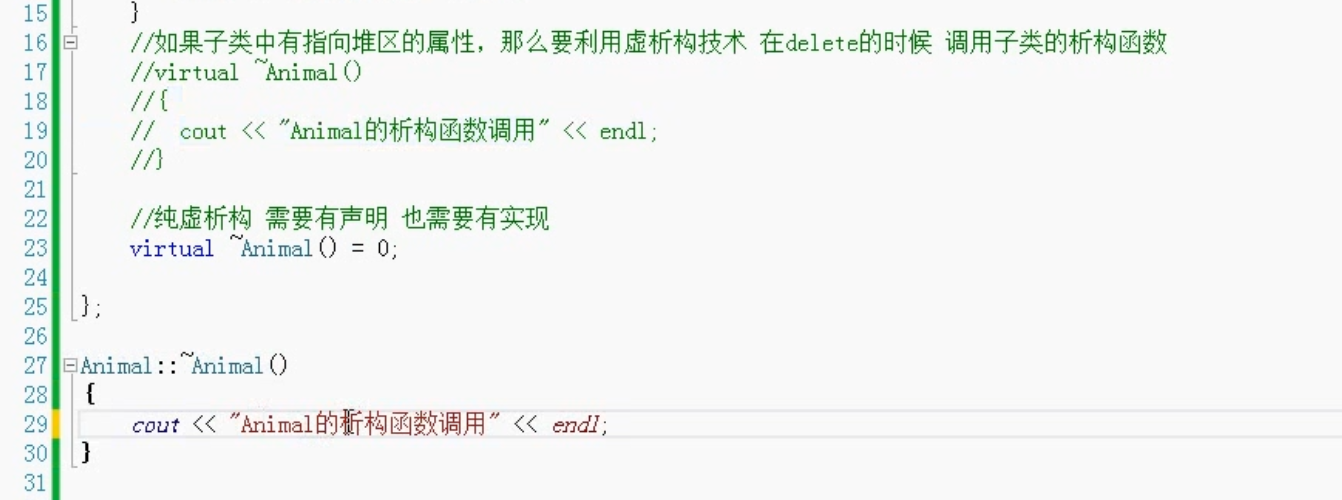 15 }
16 //如果子类中有指向堆区的属性，那么要利用虚析构技术 在delete的时候 调用子类的析构函数
17 //virtual ~Animal()
18 //{
19 // cout << "Animal的析构函数调用" << endl;
20 //}
21
22 //纯虚析构 需要有声明 也需要有实现
23 virtual ~Animal() = 0;
24
25 };
26
27 Animal::~Animal()
28 {
29 cout << "Animal的析构函数调用" << endl;
30 }
31